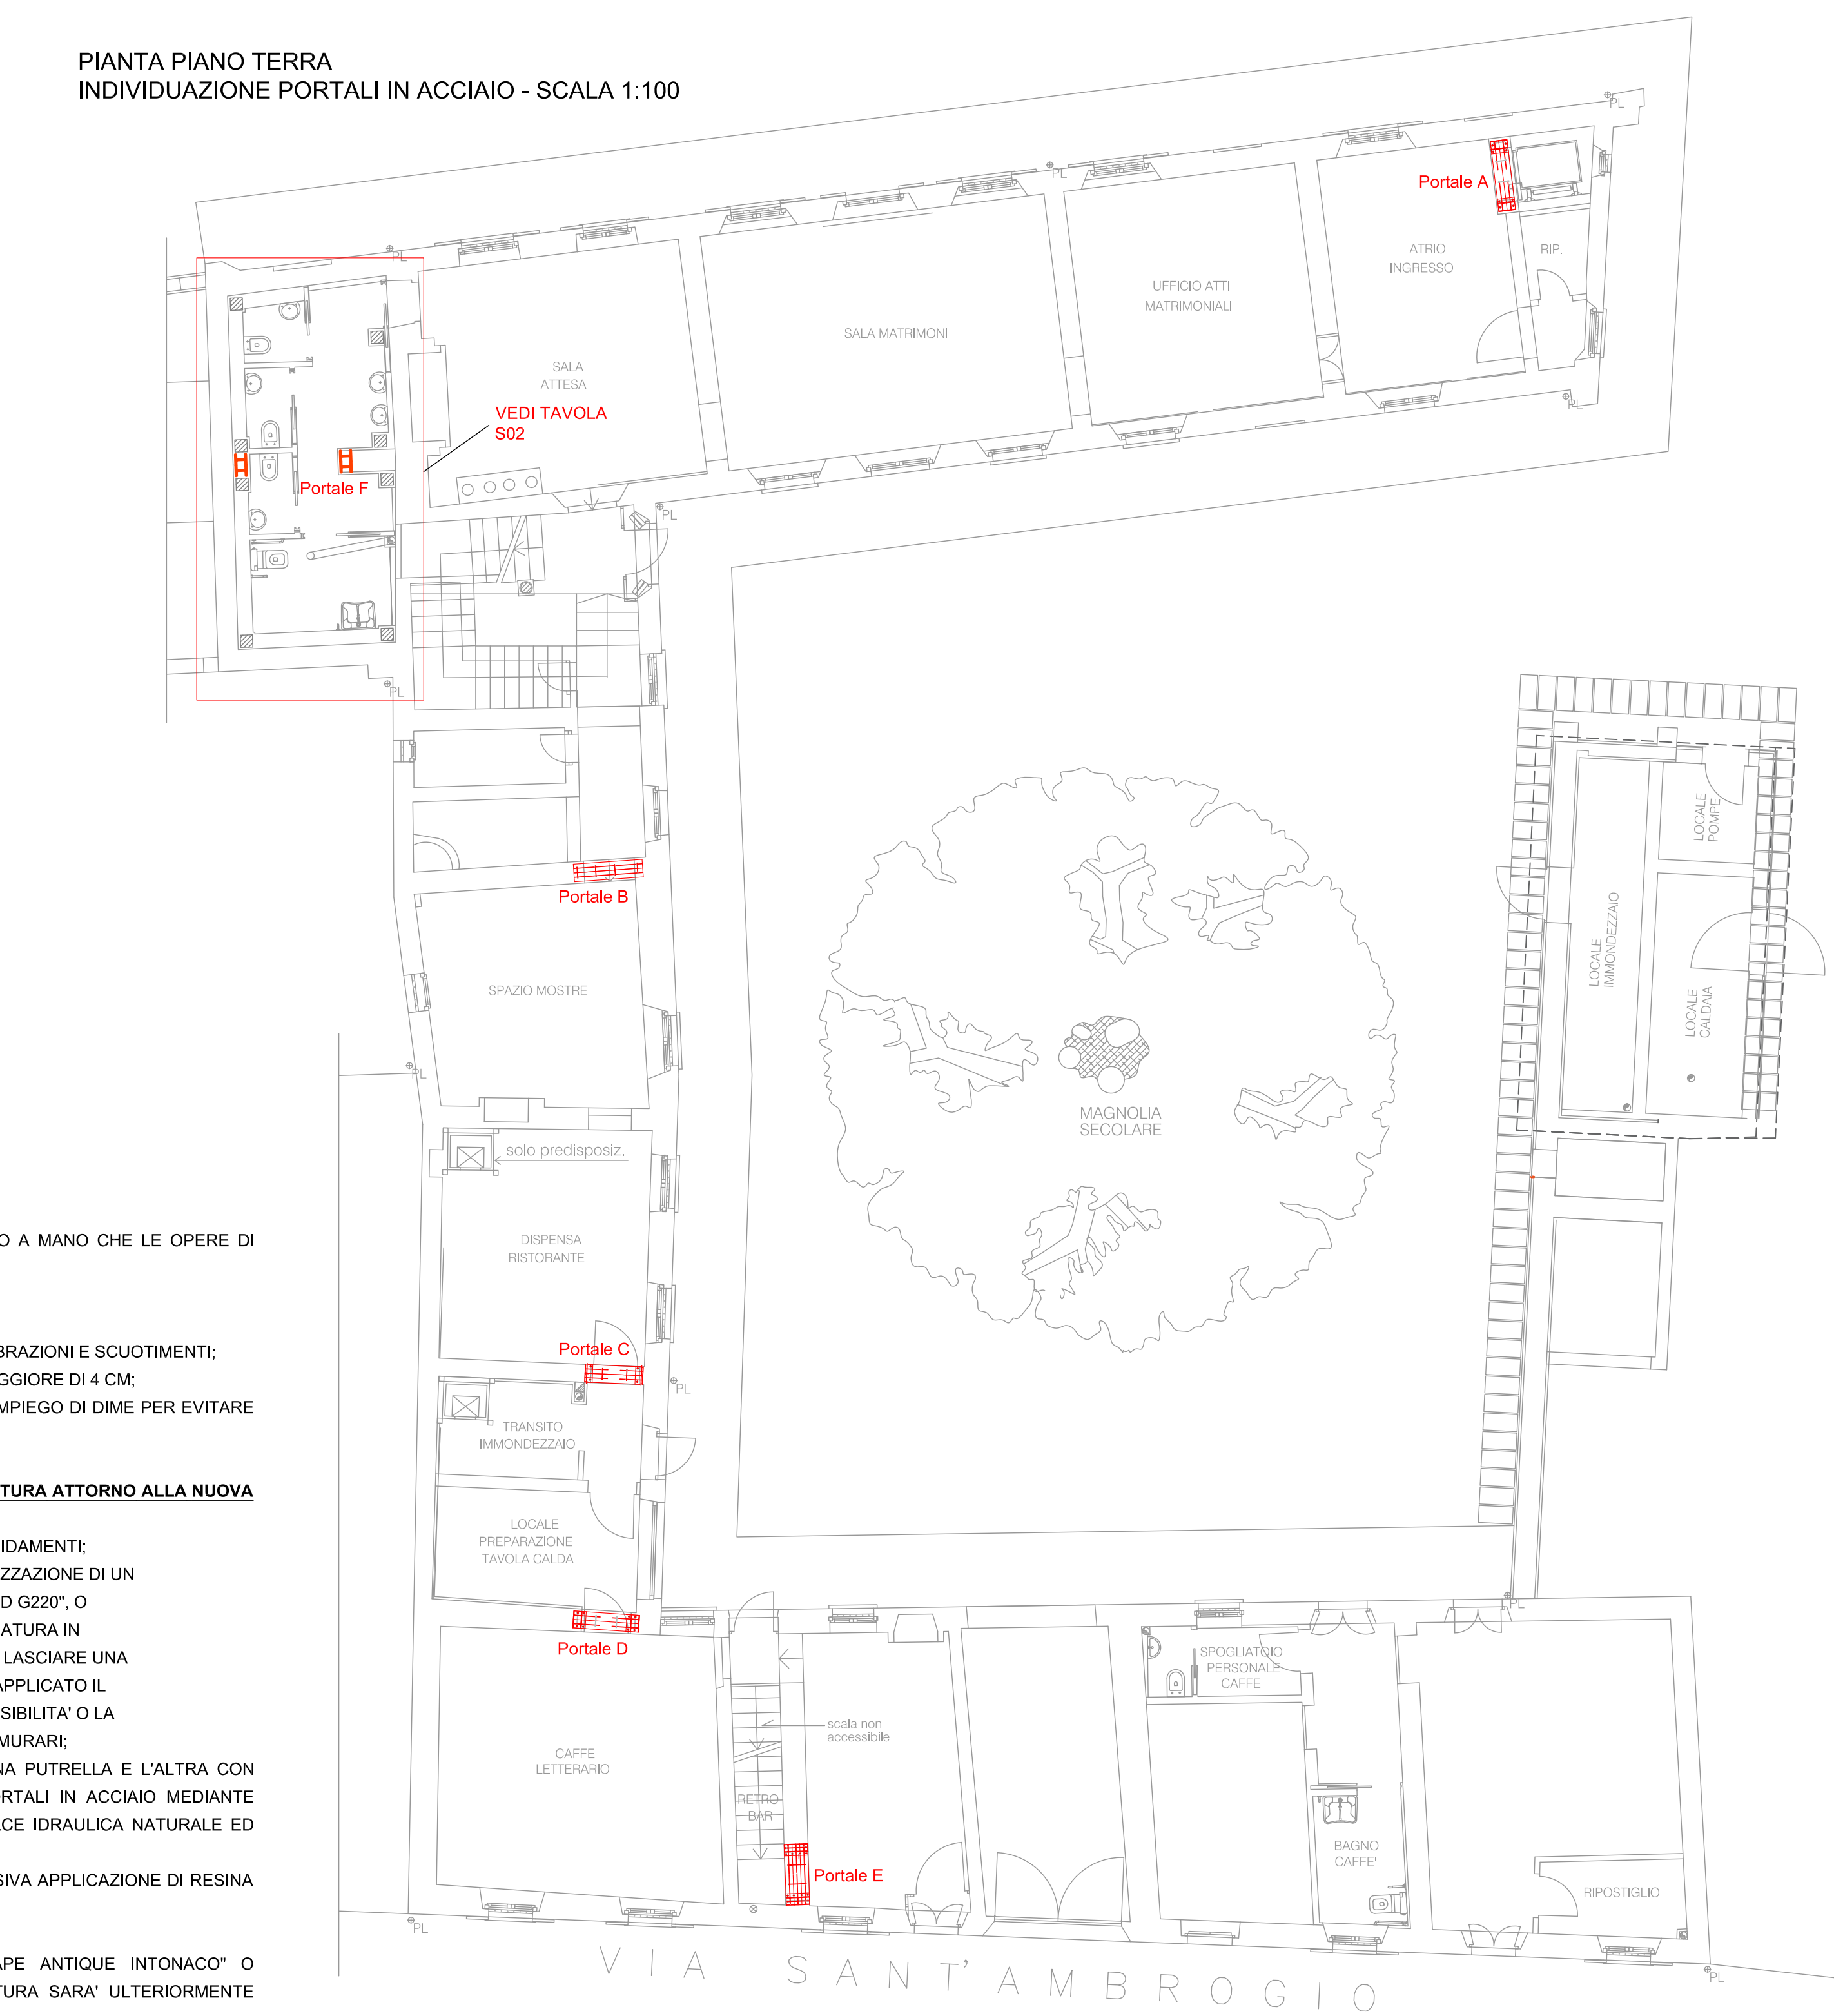 PIANTA PIANO TERRA
INDIVIDUAZIONE PORTALI IN ACCIAIO - SCALA 1:100
PL
PL
PL
PL
Portale A
ATRIO
INGRESSO
RIP.
UFFICIO ATTI
MATRIMONIALI
SALA MATRIMONI
SALA
ATTESA
VEDI TAVOLA
S02
Portale F
PL
PL
PL
Portale B
SPAZIO MOSTRE
PL
LOCALE
POMPE
LOCALE
IMMONDEZZAIO
LOCALE
CALDAIA
MAGNOLIA
SECOLARE
solo predisposiz.
DISPENSA
RISTORANTE
Portale C
PL
TRANSITO
IMMONDEZZAIO
LOCALE
PREPARAZIONE
TAVOLA CALDA
Portale D
PL
SPOGLIATOIO
PERSONALE
CAFFE'
scala non
accessibile
CAFFE'
LETTERARIO
RETRO
BAR
Portale E
BAGNO
CAFFE'
RIPOSTIGLIO
PL
PL
VIA SANT'AMBROGIO
O A MANO CHE LE OPERE DI
BRAZIONI E SCUOTIMENTI;
GGIORE DI 4 CM;
MPIEGO DI DIME PER EVITARE
TURA ATTORNO ALLA NUOVA
IDAMENTI;
ZZAZIONE DI UN
D G220", O
NATURA IN
LASCIARE UNA
APPLICATO IL
SIBILITA' O LA
MURARI;
NA PUTRELLA E L'ALTRA CON
ORTALI IN ACCIAIO MEDIANTE
LCE IDRAULICA NATURALE ED
SIVA APPLICAZIONE DI RESINA
APE ANTIQUE INTONACO" O
TURA SARA' ULTERIORMENTE